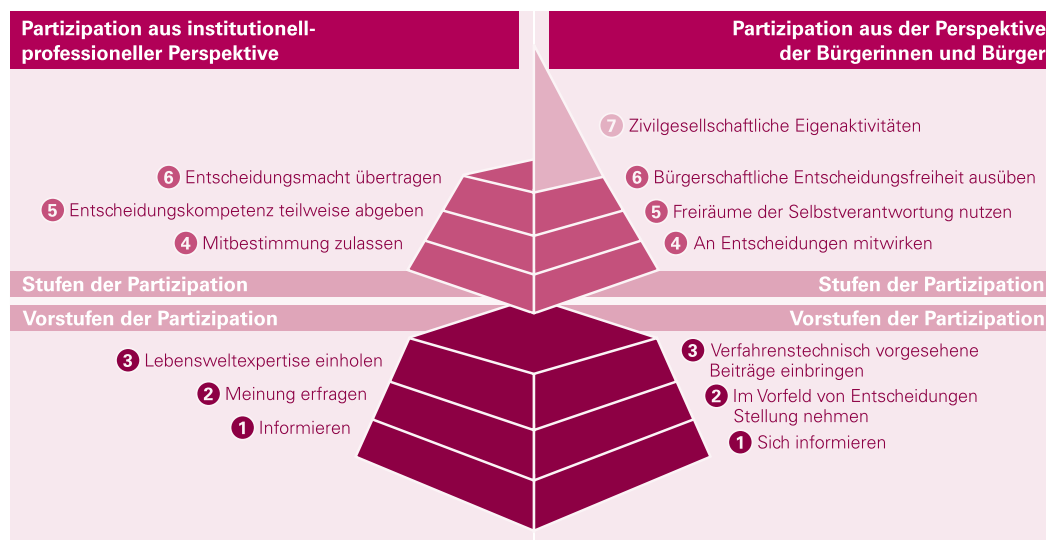 Partizipation aus institutionell-
professioneller Perspektive
Partizipation aus der Perspektive
der Bürgerinnen und Bürger
7 Zivilgesellschaftliche Eigenaktivitäten
6 Entscheidungsmacht übertragen
6 Bürgerschaftliche Entscheidungsfreiheit ausüben
5 Entscheidungskompetenz teilweise abgeben
5 Freiräume der Selbstverantwortung nutzen
4 Mitbestimmung zulassen
4 An Entscheidungen mitwirken
Stufen der Partizipation
Stufen der Partizipation
Vorstufen der Partizipation
Vorstufen der Partizipation
3 Lebensweltexpertise einholen
3 Verfahrenstechnisch vorgesehene
Beiträge einbringen
2 Meinung erfragen
2 Im Vorfeld von Entscheidungen
Stellung nehmen
1 Informieren
1 Sich informieren